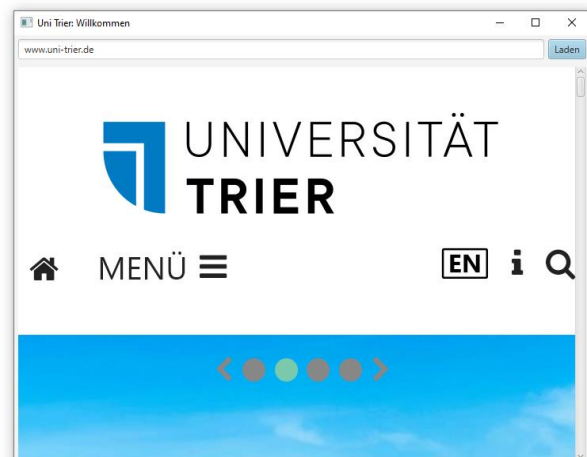 Uni Trier: Willkommen
www.uni-trier.de
Laden
UNIVERSITÄT
TRIER
MENÜ
EN